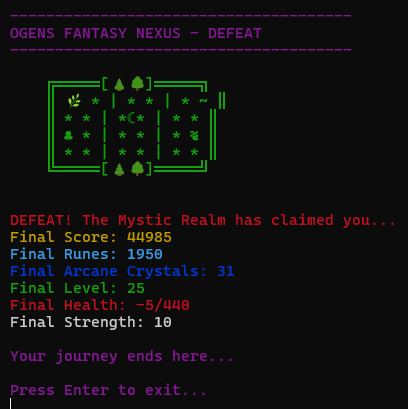 OGENS FANTASY NEXUS - DEFEAT
DEFEAT! The Mystic Realm has claimed you...
Final Score: 44985
Final Runes: 1950
Final Arcane Crystals: 31
Final Level: 25
Final Health: -5/440
Final Strength: 10
Your journey ends here...
Press Enter to exit...